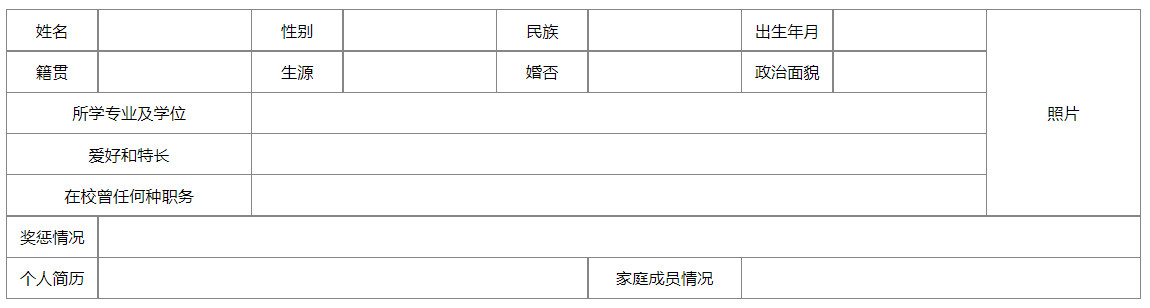 姓名 性别 民族 出生年月
籍贯 生源 婚否 政治面貌
所学专业及学位 照片
爱好和特长
在校曾任何种职务
奖惩情况
个人简历 家庭成员情况